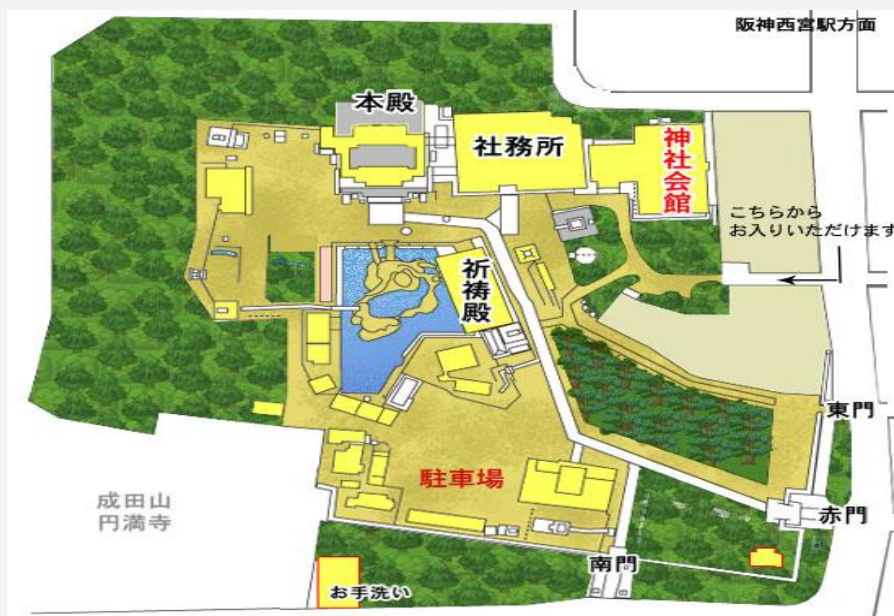 阪神西宮駅方面
本殿
社務所
神社会館
こちらから
お入りいただけます
祈祷殿
東門
駐車場
成田山
円満寺
赤門
南門
お手洗い